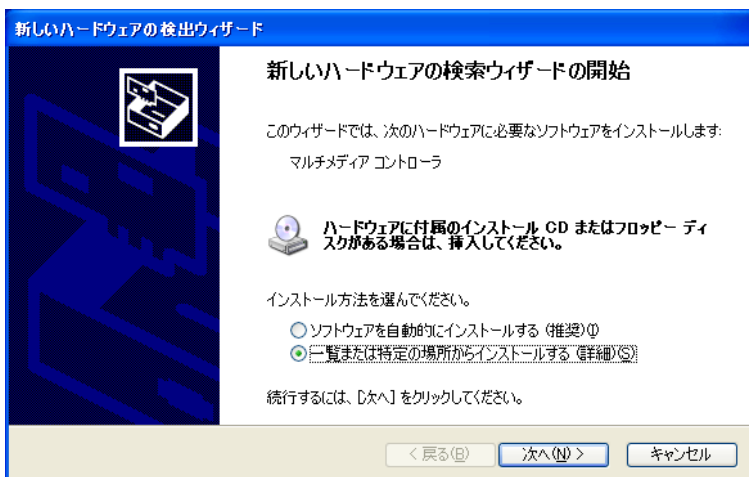 新しいハードウェアの検出ウィザード
新しいハードウェアの検索ウィザードの開始
このウィザードでは、次のハードウェアに必要なソフトウェアをインストールします:
マルチメディア コントローラ
ハードウェアに付属のインストール CD またはフロッピー ディ
スクがある場合は、挿入してください。
インストール方法を選んでください。
ソフトウェアを自動的にインストールする (推奨)(I)
一覧または特定の場所からインストールする (詳細)(S)
続行するには、[次へ] をクリックしてください。
< 戻る(B) 次へ(N) > キャンセル